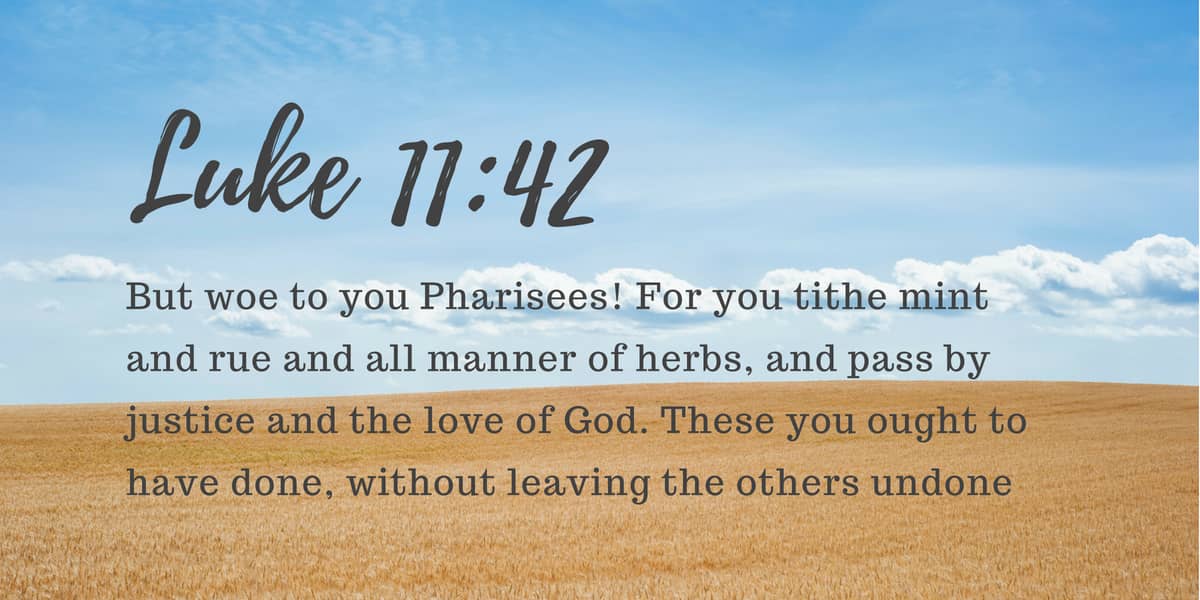 Luke 11:42
But woe to you Pharisees! For you tithe mint
and rue and all manner of herbs, and pass by
justice and the love of God. These you ought to
have done, without leaving the others undone